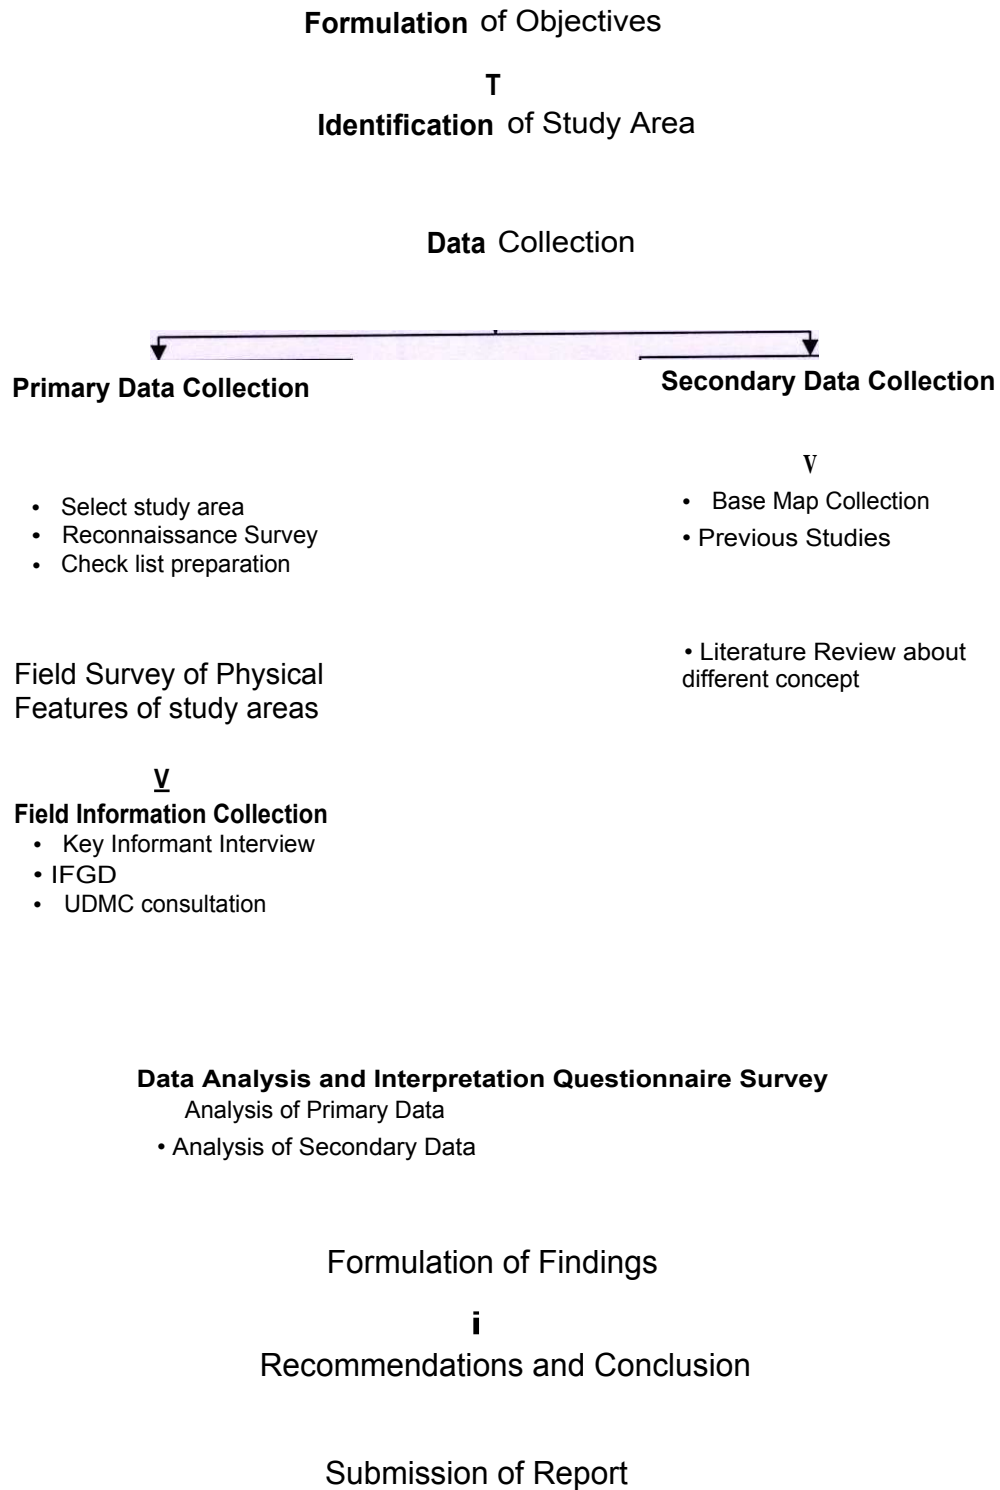 Formulation of Objectives
T
Identification of Study Area
Data Collection
Primary Data Collection
• Select study area
• Reconnaissance Survey
• Check list preparation
Field Survey of Physical
Features of study areas
V
Field Information Collection
• Key Informant Interview
• IFGD
• UDMC consultation
Secondary Data Collection
V
• Base Map Collection
• Previous Studies
• Literature Review about
different concept
Data Analysis and Interpretation Questionnaire Survey
Analysis of Primary Data
• Analysis of Secondary Data
Formulation of Findings
i
Recommendations and Conclusion
Submission of Report